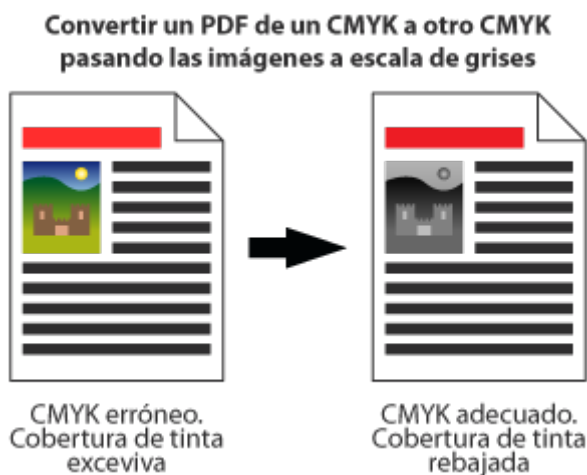 Convertir un PDF de un CMYK a otro CMYK
pasando las imágenes a escala de grises
CMYK erróneo.
Cobertura de tinta
exceviva
CMYK adecuado.
Cobertura de tinta
rebajada